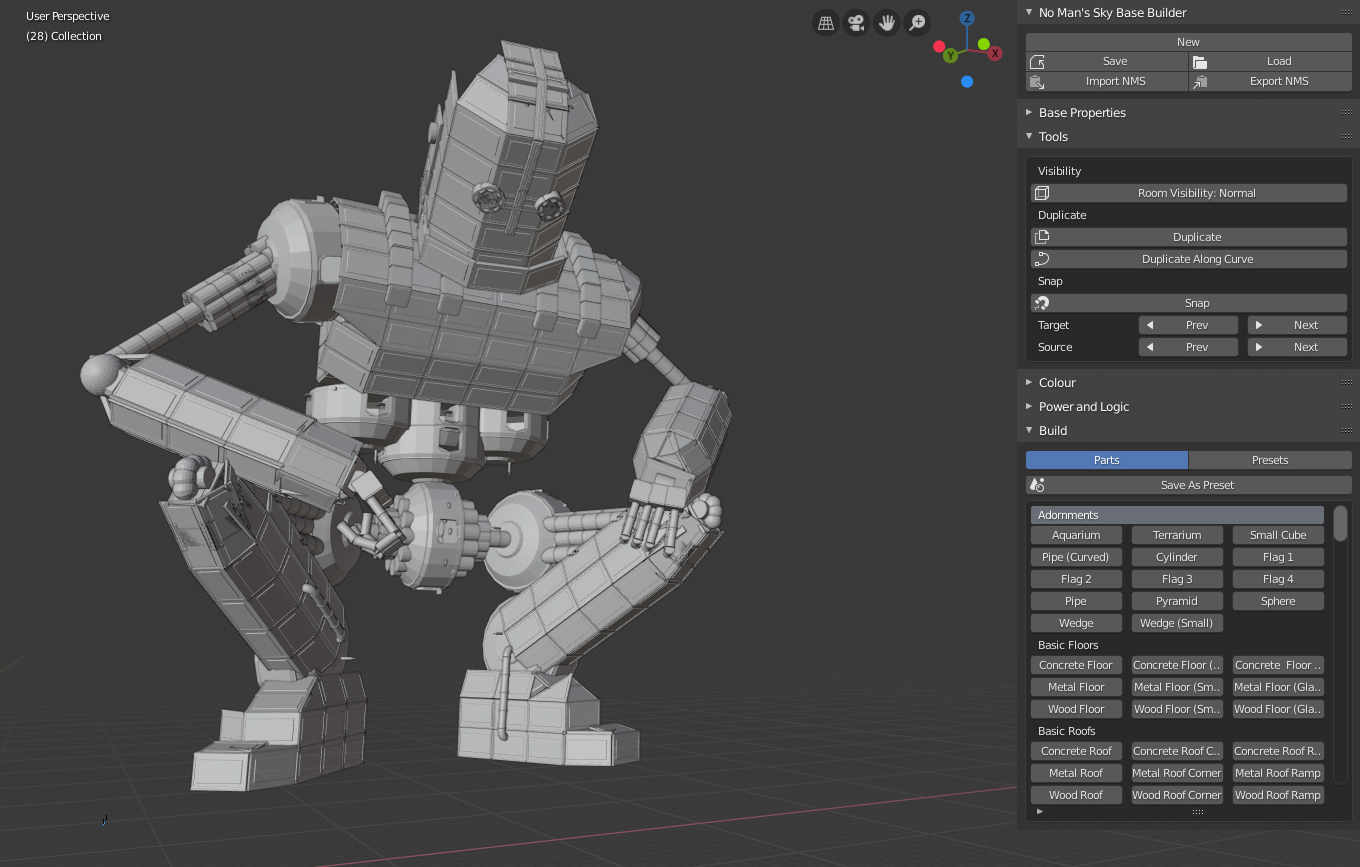 User Perspective
(28) Collection
Z
X
Y
No Man's Sky Base Builder
New
Save Load
Import NMS Export NMS
Base Properties
Tools
Visibility
Room Visibility: Normal
Duplicate
Duplicate
Duplicate Along Curve
Snap
Snap
Target Prev Next
Source Prev Next
Colour
Power and Logic
Build
Parts Presets
Save As Preset
Adornments
Aquarium Terrarium Small Cube
Pipe (Curved) Cylinder Flag 1
Flag 2 Flag 3 Flag 4
Pipe Pyramid Sphere
Wedge Wedge (Small)
Basic Floors
Concrete Floor Concrete Floor (.. Concrete Floor ..
Metal Floor Metal Floor (Sm.. Metal Floor (Gla..
Wood Floor Wood Floor (Sm.. Wood Floor (Gla..
Basic Roofs
Concrete Roof Concrete Roof C.. Concrete Roof R..
Metal Roof Metal Roof Corner Metal Roof Ramp
Wood Roof Wood Roof Corner Wood Roof Ramp